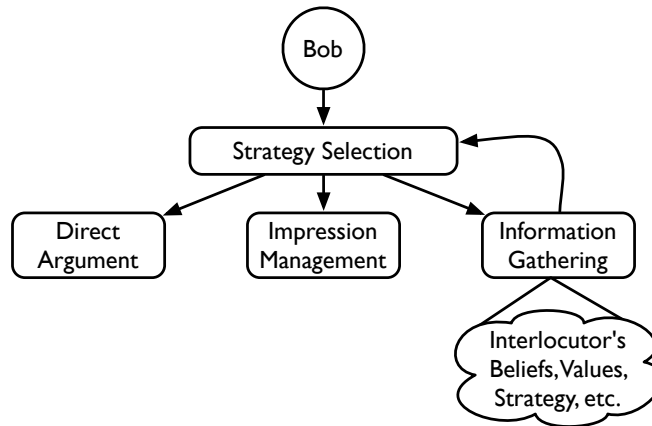 Bob
Strategy Selection
Direct
Argument
Impression
Management
Information
Gathering
Interlocutor's
Beliefs, Values,
Strategy, etc.